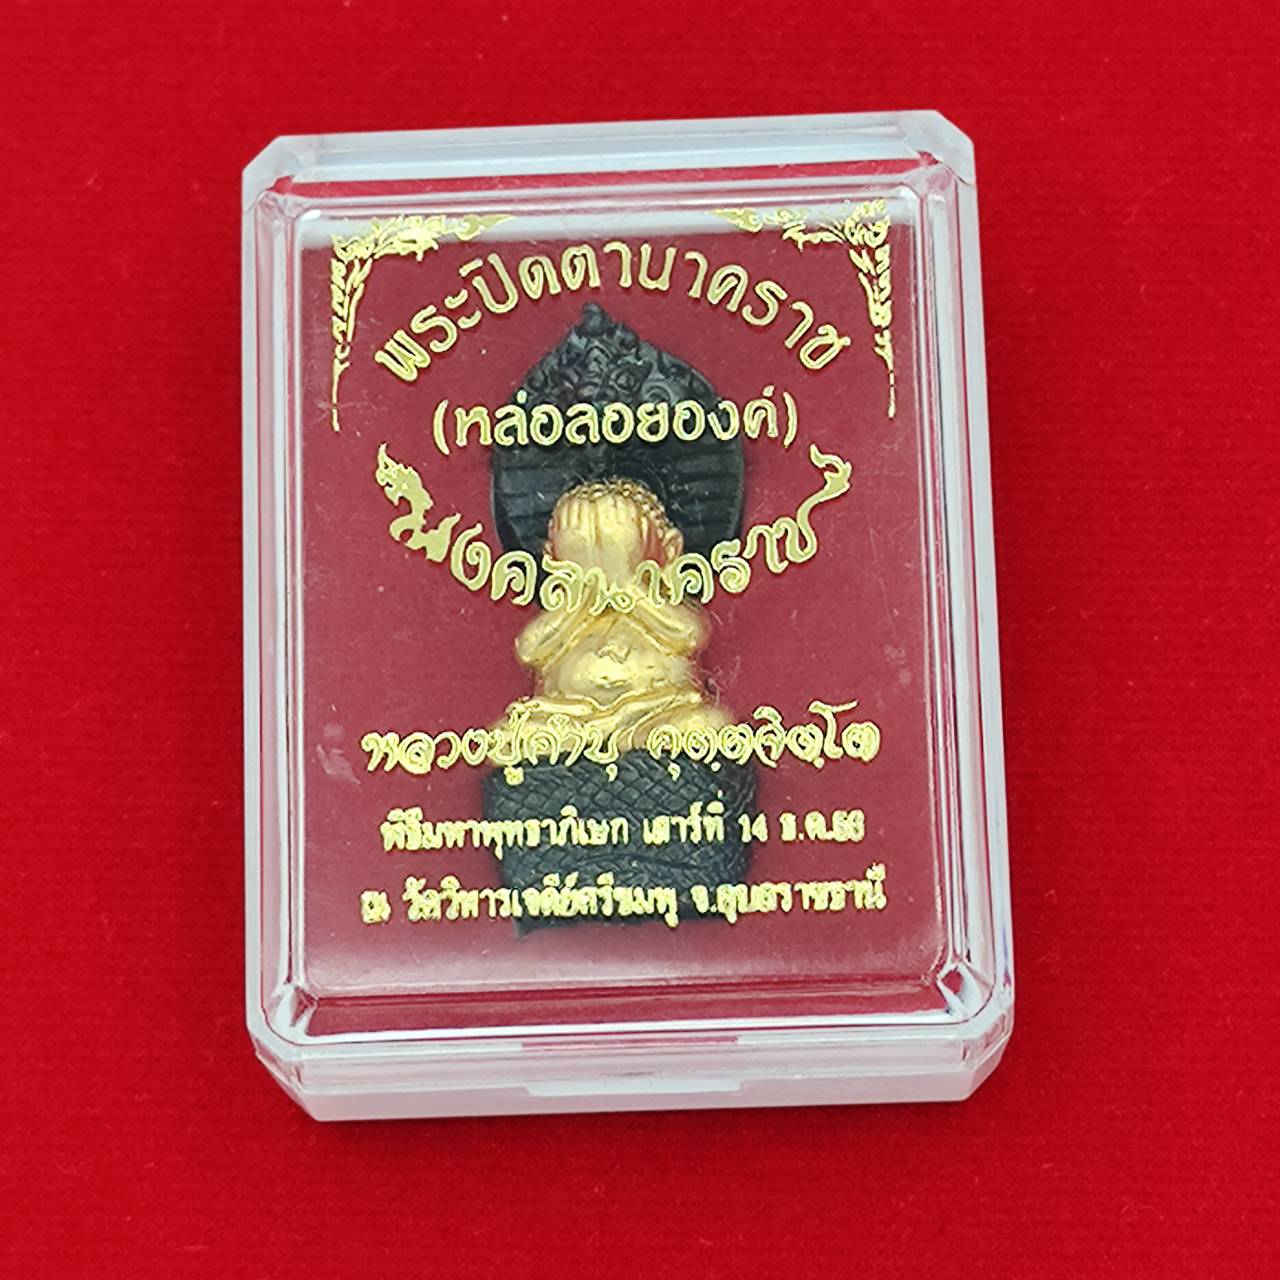 พระปิดตานาคราช
(หล่อลอยองค์)
มงคลนาคราช
หลวงปู่คำบุ คุตฺตจิตฺโต
พิธีมหาพุทธาภิเษก เสาร์ที่ 14 ธ.ค.56
ณ วัดวิหารเจดีย์ศรีชมพู จ.อุบลราชธานี